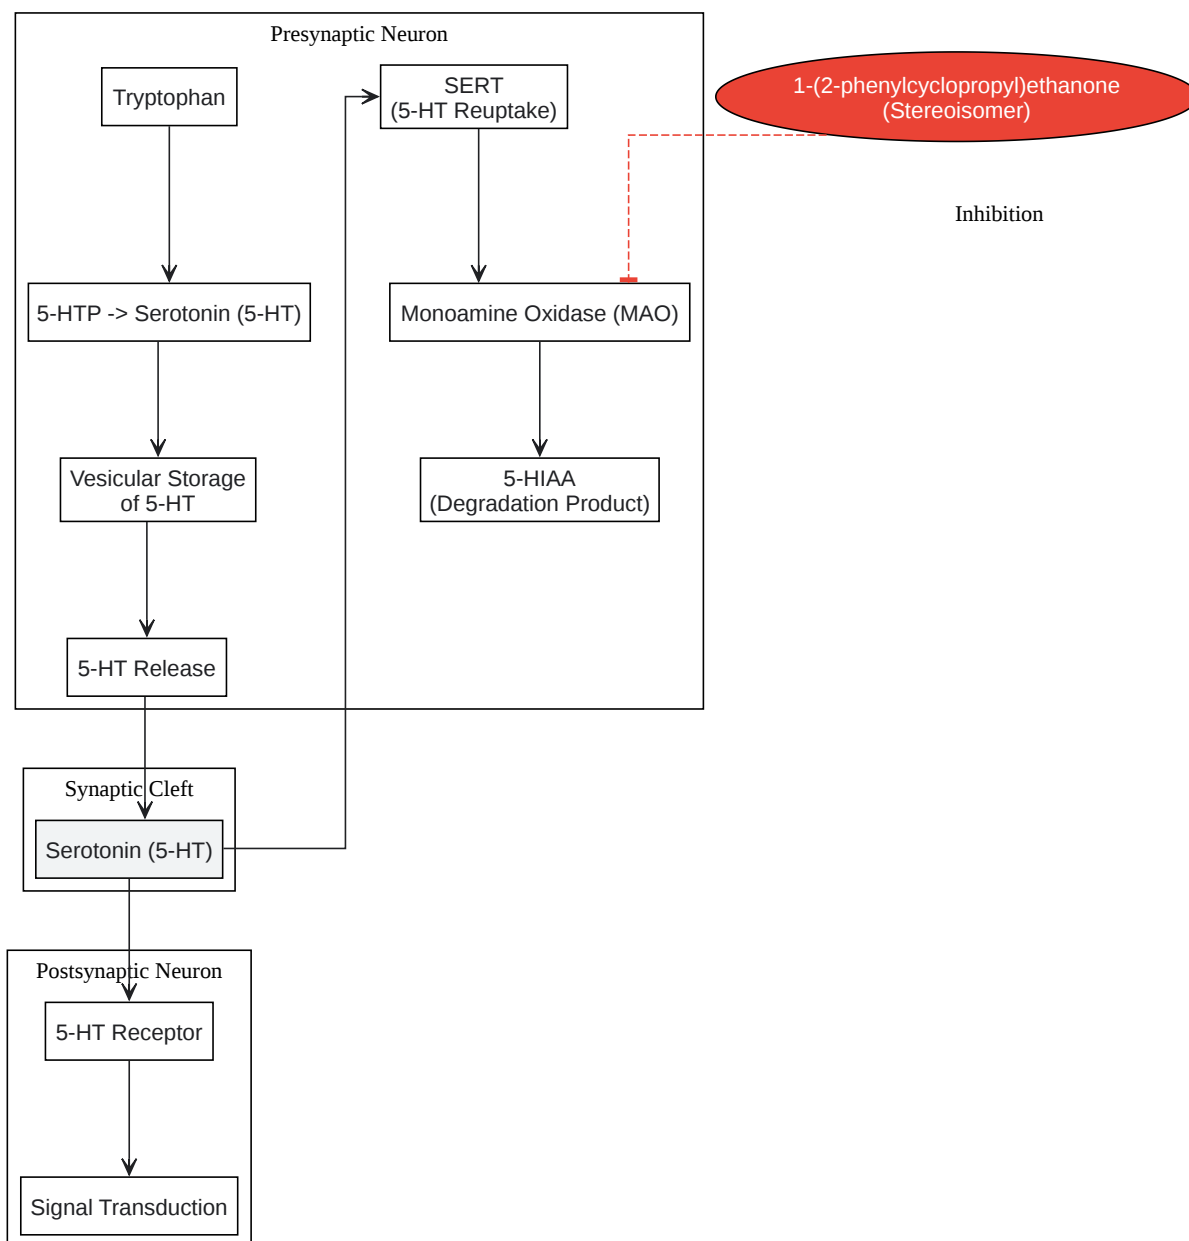 Presynaptic Neuron
Tryptophan
SERT
(5-HT Reuptake)
1-(2-phenylcyclopropyl)ethanone
(Stereoisomer)
Inhibition
5-HTP -> Serotonin (5-HT)
Monoamine Oxidase (MAO)
Vesicular Storage
of 5-HT
5-HIAA
(Degradation Product)
5-HT Release
Synaptic Cleft
Serotonin (5-HT)
Postsynaptic Neuron
5-HT Receptor
Signal Transduction